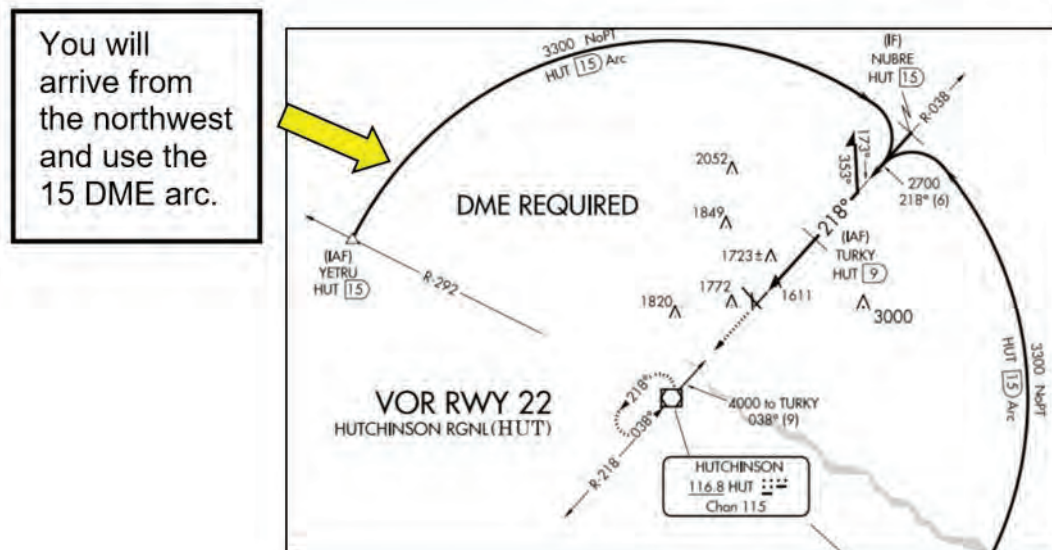 You will
arrive from
the northwest
and use the
15 DME arc.
3300 NoPT
HUT 15 Arc
(IF)
NUBRE
HUT 15
R-038
173°
353°
2700
218° (6)
218°
2052
DME REQUIRED
1849
1723±
(IAF)
TURKY
HUT 9
(IAF)
YETRU
HUT 15
R-292
1772
1611
1820
3000
3300 NoPT
HUT 15 Arc
VOR RWY 22
HUTCHINSON RGNL(HUT)
218°
038°
4000 to TURKY
038° (9)
R-218
HUTCHINSON
116.8 HUT
Chan 115